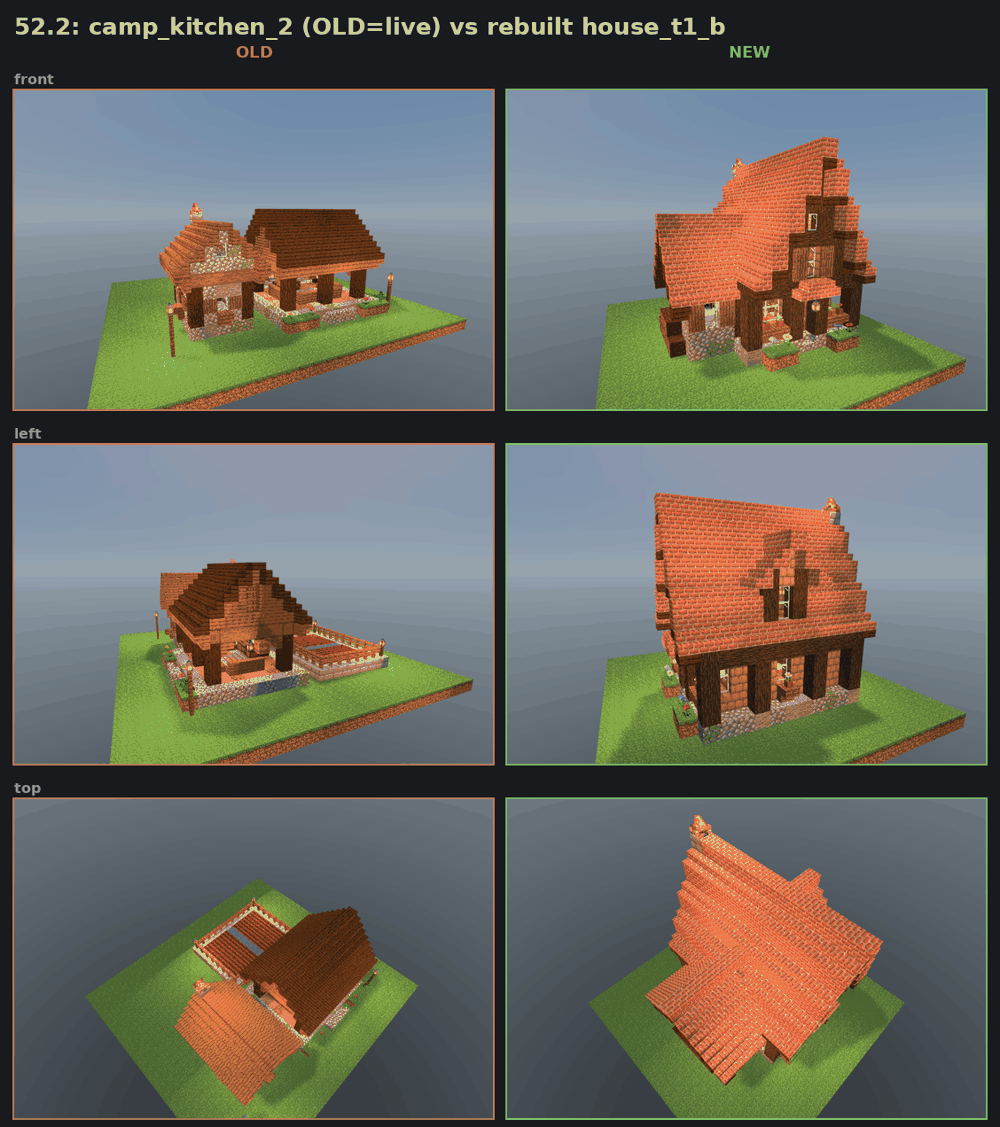 52.2: camp_kitchen_2 (OLD=live) vs rebuilt house_t1_b
OLD
NEW
front
left
top